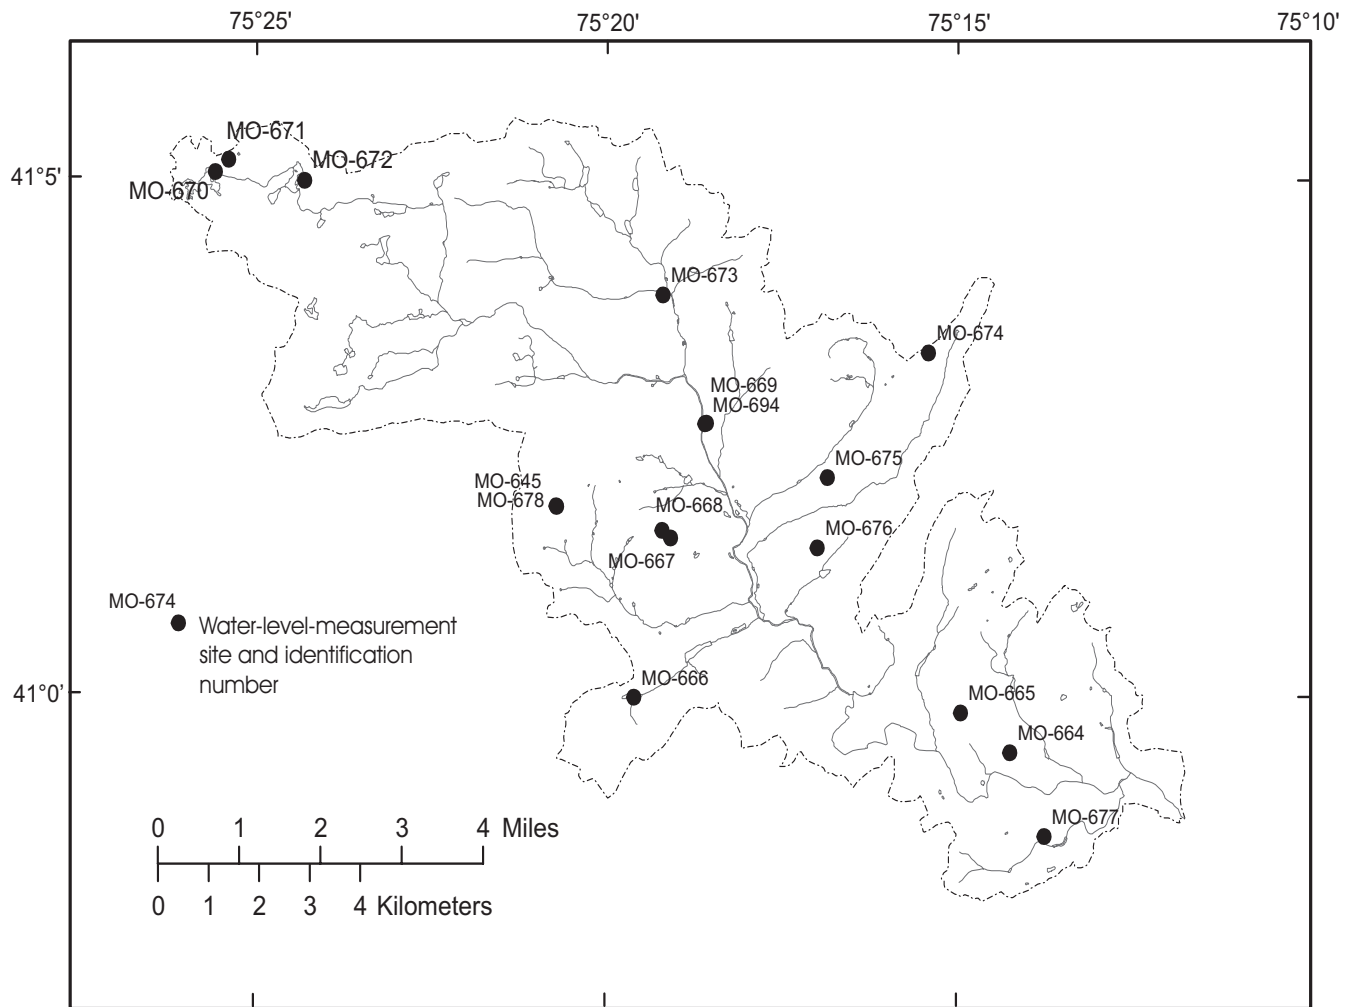 75°25'
75°20'
75°15'
75°10'
MO-671
MO-672
41°5'
MO-670
MO-673
MO-674
MO-669
MO-694
MO-675
MO-645
MO-678
MO-668
MO-676
MO-667
MO-674
Water-level-measurement
site and identification
number
41°0'
MO-666
MO-665
MO-664
MO-677
0 1 2 3 4 Miles
0 1 2 3 4 Kilometers